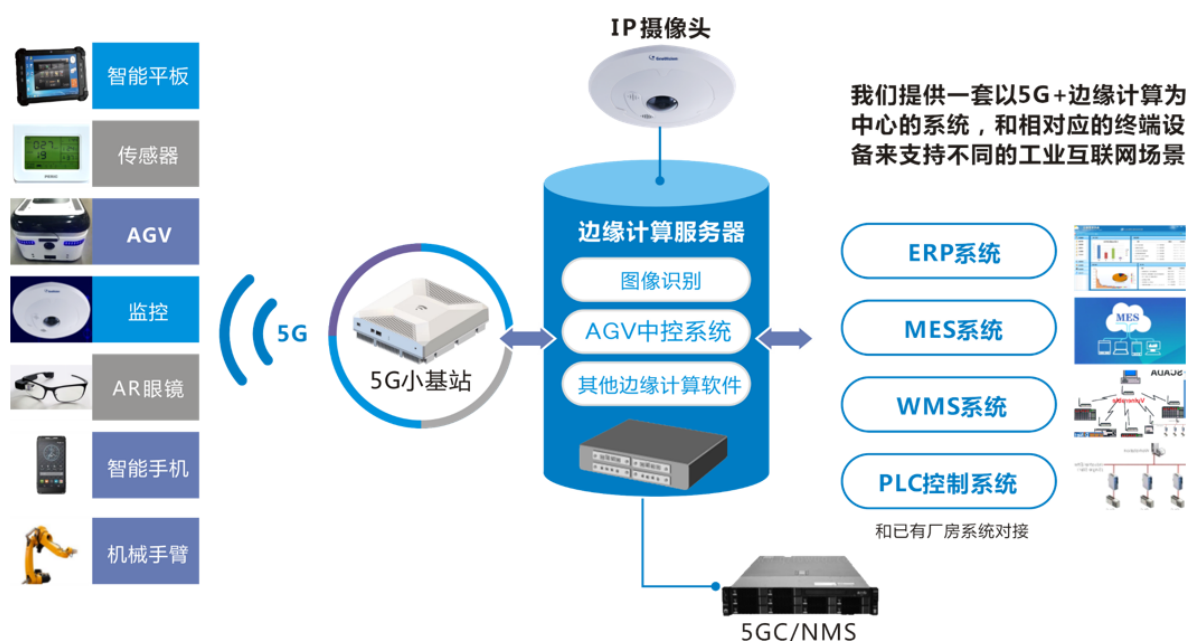 IP摄像头
GeoVision
智能平板
传感器
AGV
监控
AR眼镜
智能手机
机械手臂
5G
5G小基站
边缘计算服务器
图像识别
AGV中控系统
其他边缘计算软件
5GC/NMS
我们提供一套以5G+边缘计算为
中心的系统，和相对应的终端设
备来支持不同的工业互联网场景
ERP系统
MES系统
WMS系统
PLC控制系统
和已有厂房系统对接
MES
SCADA